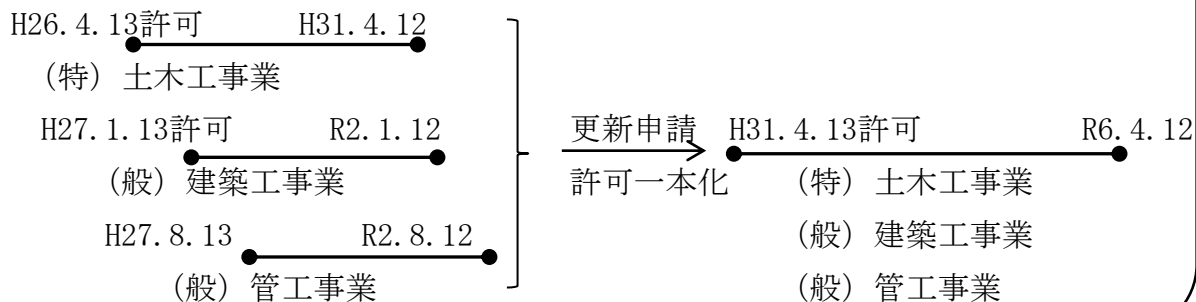 H26.4.13許可 H31.4.12
（特）土木工事業
H27.1.13許可 R2.1.12
（般）建築工事業
H27.8.13 R2.8.12
（般）管工事業
更新申請
許可一本化
H31.4.13許可 R6.4.12
（特）土木工事業
（般）建築工事業
（般）管工事業